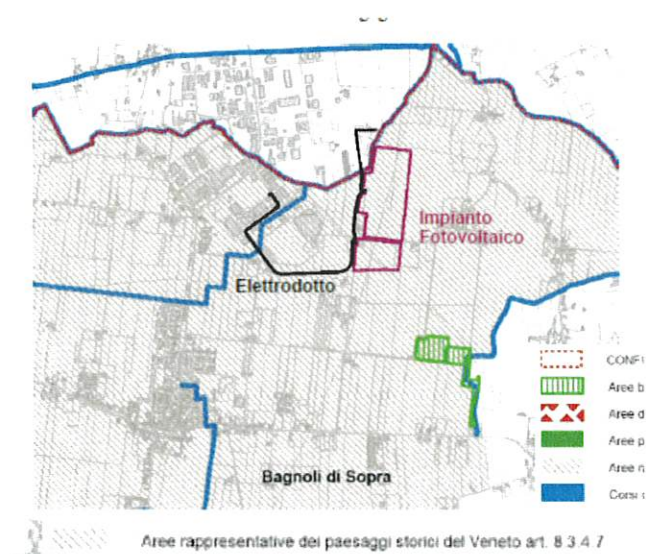 Impianto
Fotovoltaico
Elettrodotto
Aree b
Aree d
Aree p
Bagnoli di Sopra
Aree rappresentative dei paesaggi storici del Veneto art. 8.3.4.7